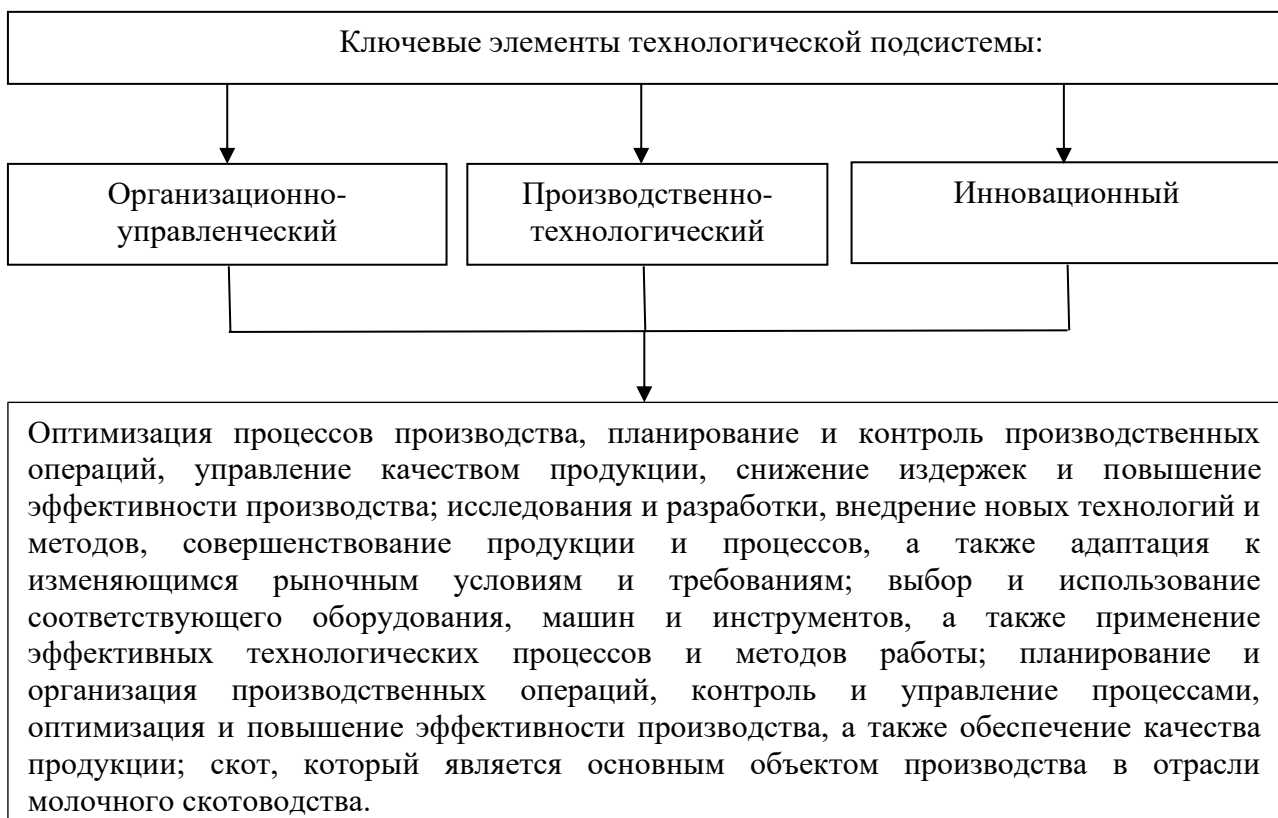 Ключевые элементы технологической подсистемы:
Организационно-
управленческий
Производственно-
технологический
Инновационный
Оптимизация процессов производства, планирование и контроль производственных
операций, управление качеством продукции, снижение издержек и повышение
эффективности производства; исследования и разработки, внедрение новых технологий и
методов, совершенствование продукции и процессов, а также адаптация к
изменяющимся рыночным условиям и требованиям; выбор и использование
соответствующего оборудования, машин и инструментов, а также применение
эффективных технологических процессов и методов работы; планирование и
организация производственных операций, контроль и управление процессами,
оптимизация и повышение эффективности производства, а также обеспечение качества
продукции; скот, который является основным объектом производства в отрасли
молочного скотоводства.